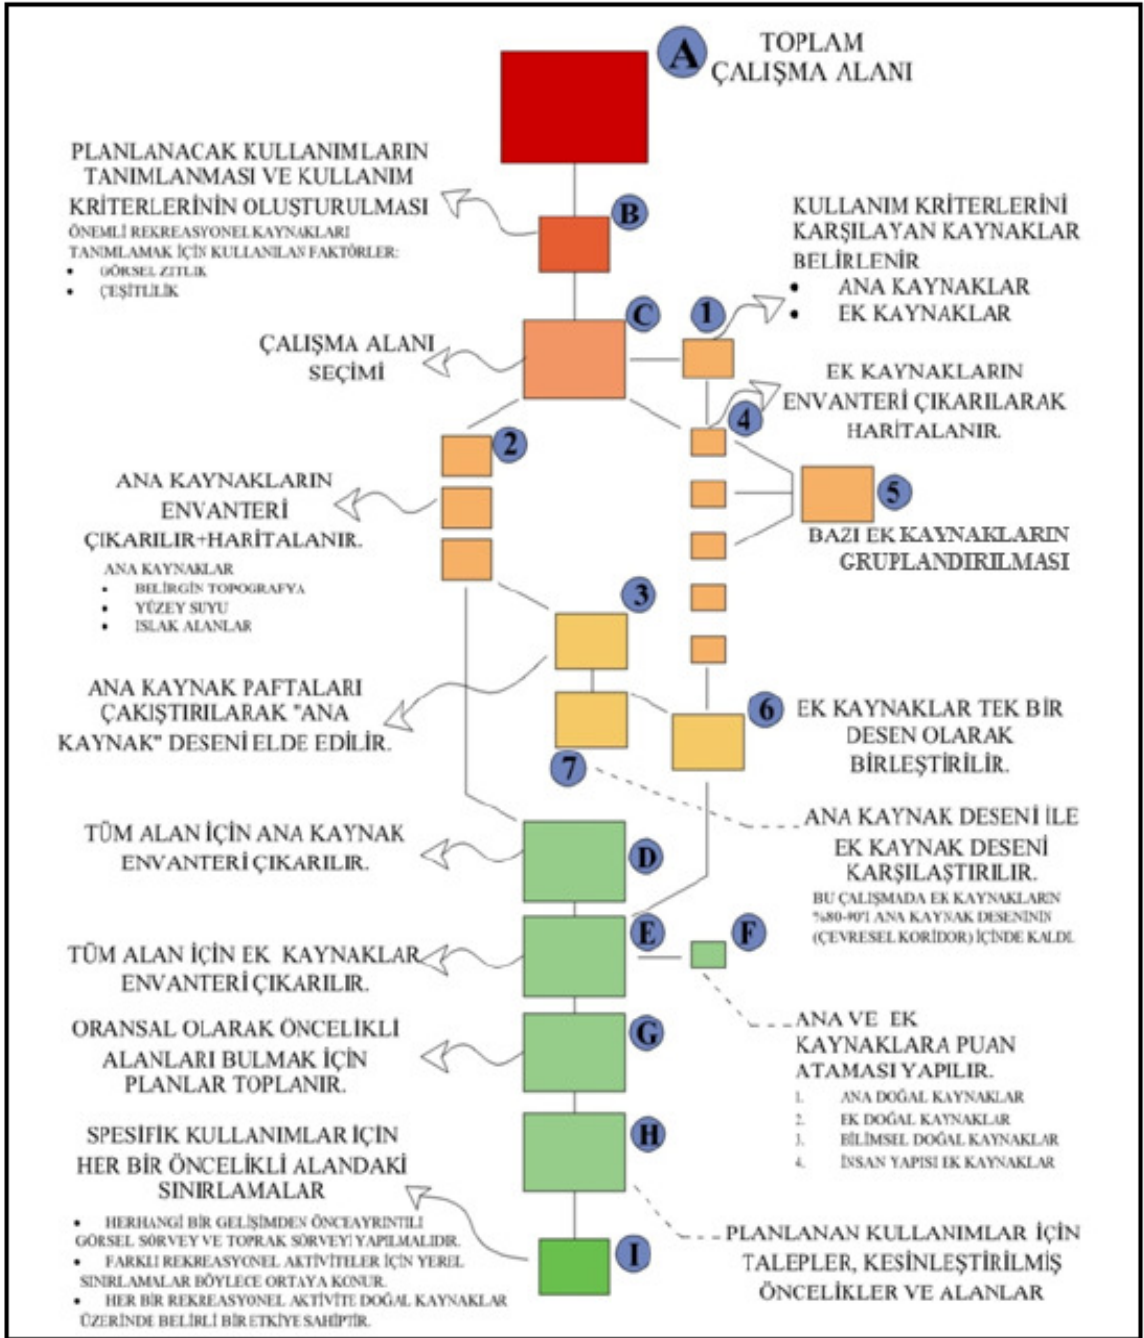 A
TOPLAM
ÇALIŞMA ALANI
PLANLANACAK KULLANIMLARIN
TANIMLANMASI VE KULLANIM
KRİTERLERİNİN OLUŞTURULMASI
ÖNEMLİ REKREASYONEL KAYNAKLARI
TANIMLAMAK İÇİN KULLANILAN FAKTÖRLER:
• GÖRSEL ZITLIK
• ÇEŞİTLİLİK
B
KULLANIM KRİTERLERİNİ
KARŞILAYAN KAYNAKLAR
BELİRLENİR
• ANA KAYNAKLAR
• EK KAYNAKLAR
C
1
ÇALIŞMA ALANI
SEÇİMİ
EK KAYNAKLARIN
ENVANTERİ ÇIKARILARAK
HARİTALANIR.
4
2
ANA KAYNAKLARIN
ENVANTERİ
ÇIKARILIR+HARİTALANIR.
ANA KAYNAKLAR
• BELIRGIN TOPOGRAFYA
• YÜZEY SUYU
• ISLAK ALANLAR
5
BAZI EK KAYNAKLARIN
GRUPLANDIRILMASI
3
ANA KAYNAK PAFTALARI
ÇAKIŞTIRILARAK "ANA
KAYNAK" DESENİ ELDE EDİLİR.
6
EK KAYNAKLAR TEK BİR
DESEN OLARAK
BİRLEŞTİRİLİR.
7
ANA KAYNAK DESENİ İLE
EK KAYNAK DESENİ
KARŞILAŞTIRILIR.
BU ÇALIŞMADA EK KAYNAKLARIN
%80-90'I ANA KAYNAK DESENİNİN
(ÇEVRESEL KORİDOR) İÇİNDE KALDI.
TÜM ALAN İÇİN ANA KAYNAK
ENVANTERİ ÇIKARILIR.
D
TÜM ALAN İÇİN EK KAYNAKLAR
ENVANTERİ ÇIKARILIR.
E
F
ANA VE EK
KAYNAKLARA PUAN
ATAMASI YAPILIR.
1. ANA DOĞAL KAYNAKLAR
2. EK DOĞAL KAYNAKLAR
3. BİLİMSEL DOĞAL KAYNAKLAR
4. İNSAN YAPISI EK KAYNAKLAR
ORANSAL OLARAK ÖNCELİKLİ
ALANLARI BULMAK İÇİN
PLANLAR TOPLANIR.
G
H
PLANLANAN KULLANIMLAR İÇİN
TALEPLER, KESİNLEŞTİRİLMİŞ
ÖNCELİKLER VE ALANLAR
SPESİFİK KULLANIMLAR İÇİN
HER BİR ÖNCELİKLİ ALANDAKİ
SINIRLAMALAR
• HERHANGİ BİR GELİŞİMDEN ÖNCEAYRINTILI
GÖRSEL SÖRVEY VE TOPRAK SÖRVEYİ YAPILMALIDIR.
• FARKLI REKREASYONEL AKTİVİTELER İÇİN YEREL
SINIRLAMALAR BÖYLECE ORTAYA KONUR.
• HER BİR REKREASYONEL AKTİVİTE DOĞAL KAYNAKLAR
ÜZERİNDE BELİRLİ BİR ETKİYE SAHİPTİR.
I